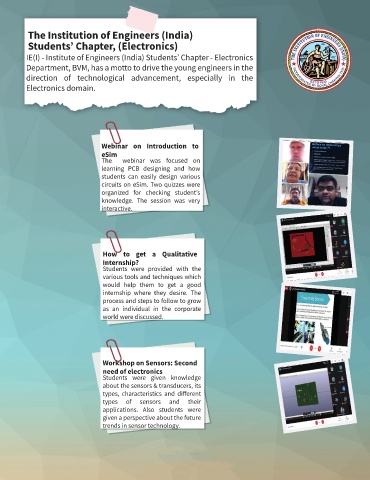 The Institution of Engineers (India)
Students' Chapter, (Electronics)
IE(I) - Institute of Engineers (India) Students' Chapter - Electronics
Department, BVM, has a motto to drive the young engineers in the
direction of technological advancement, especially in the
Electronics domain.
Webinar on Introduction to
eSim
The webinar was focused on
learning PCB designing and how
students can easily design various
circuits on eSim. Two quizzes were
organized for checking student's
knowledge. The session was very
interactive.
How to get a Qualitative
Internship?
Students were provided with the
various tools and techniques which
would help them to get a good
internship where they desire. The
process and steps to follow to grow
as an individual in the corporate
world were discussed.
Workshop on Sensors: Second
need of electronics
Students were given knowledge
about the sensors & transducers, its
types, characteristics and different
types of sensors and their
applications. Also students were
given a perspective about the future
trends in sensor technology.